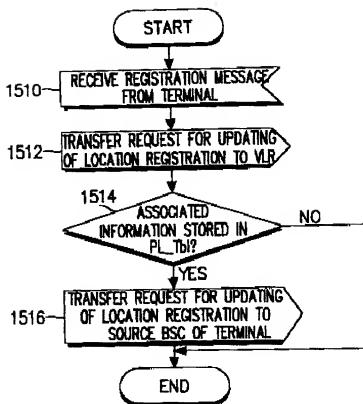 START
1510
RECEIVE REGISTRATION MESSAGE
FROM TERMINAL
1512
TRANSFER REQUEST FOR UPDATING
OF LOCATION REGISTRATION TO VLR
1514
ASSOCIATED
INFORMATION STORED IN
PL_Tbl?
NO
YES
1516
TRANSFER REQUEST FOR UPDATING
OF LOCATION REGISTRATION TO
SOURCE BSC OF TERMINAL
END